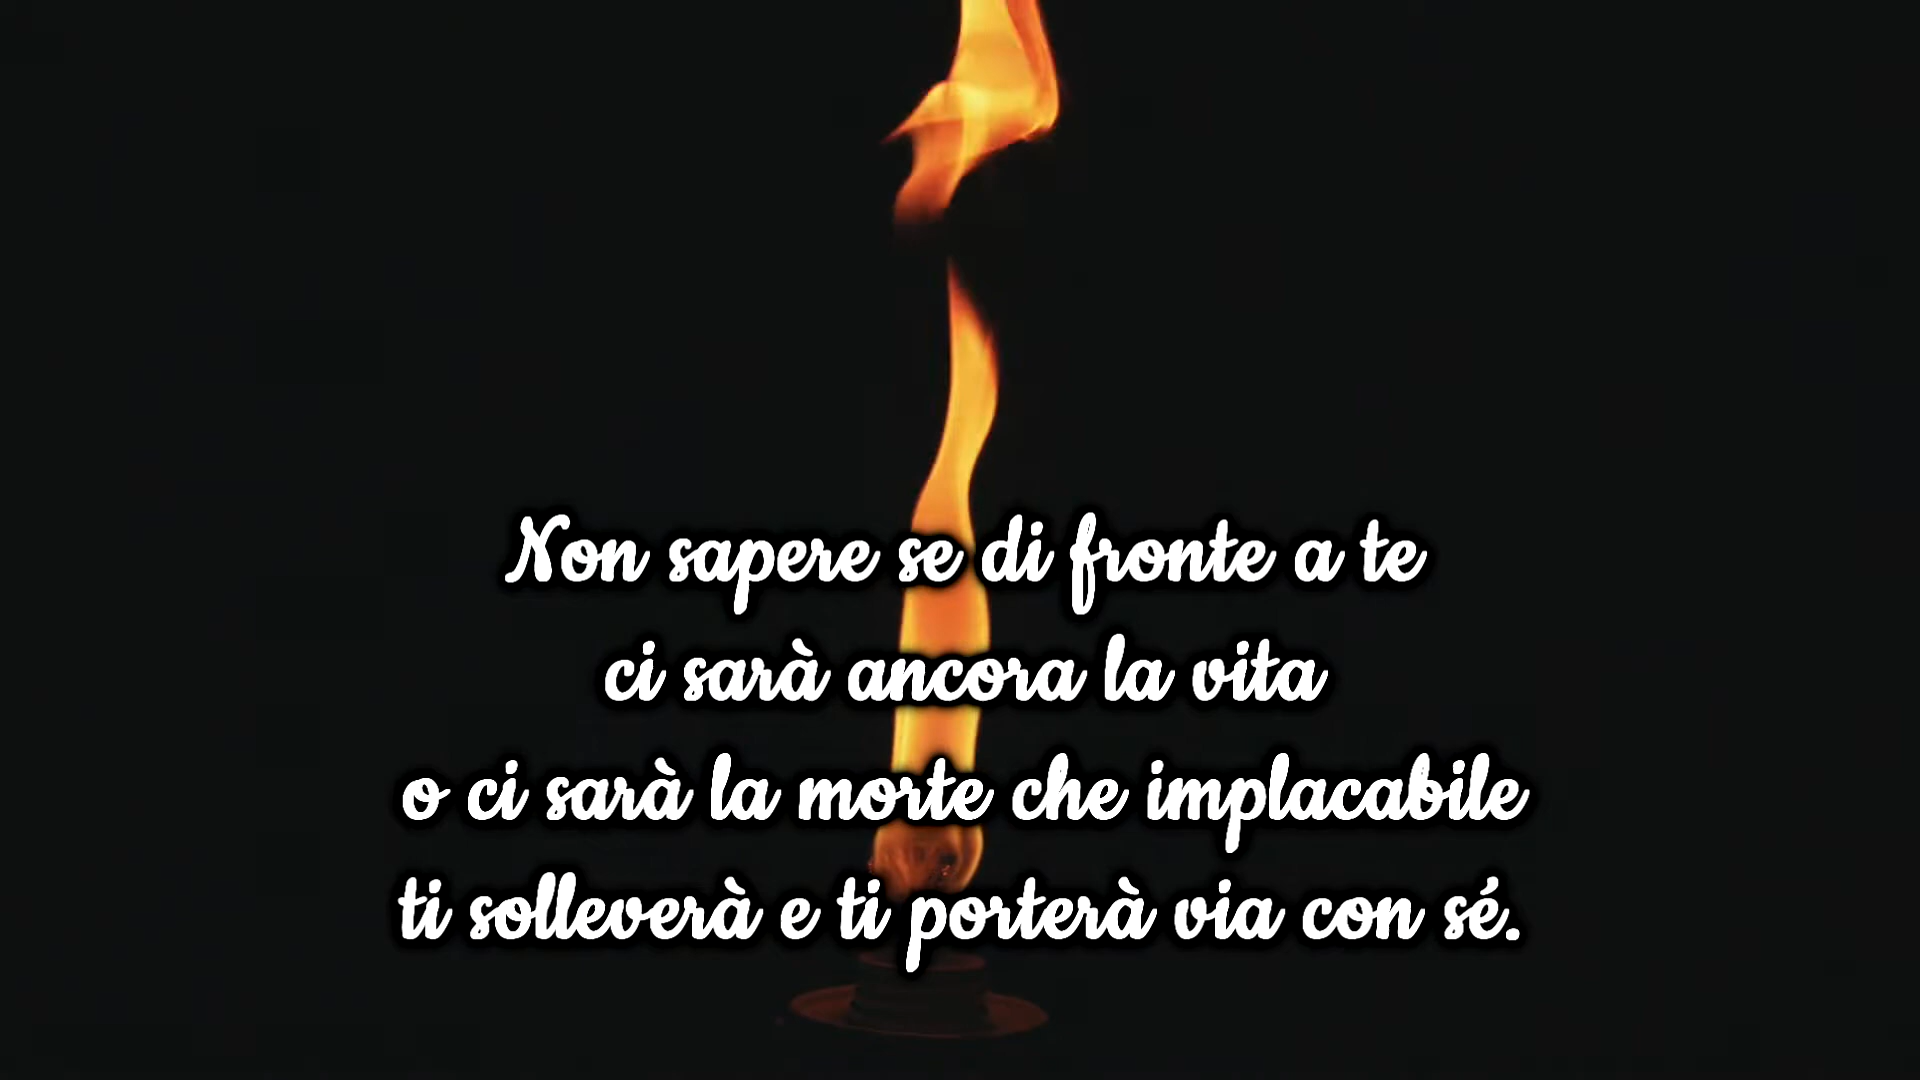 Non sapere se di fronte a te
ci sarà ancora la vita
o ci sarà la morte che implacabile
ti solleverà e ti porterà via con sé.